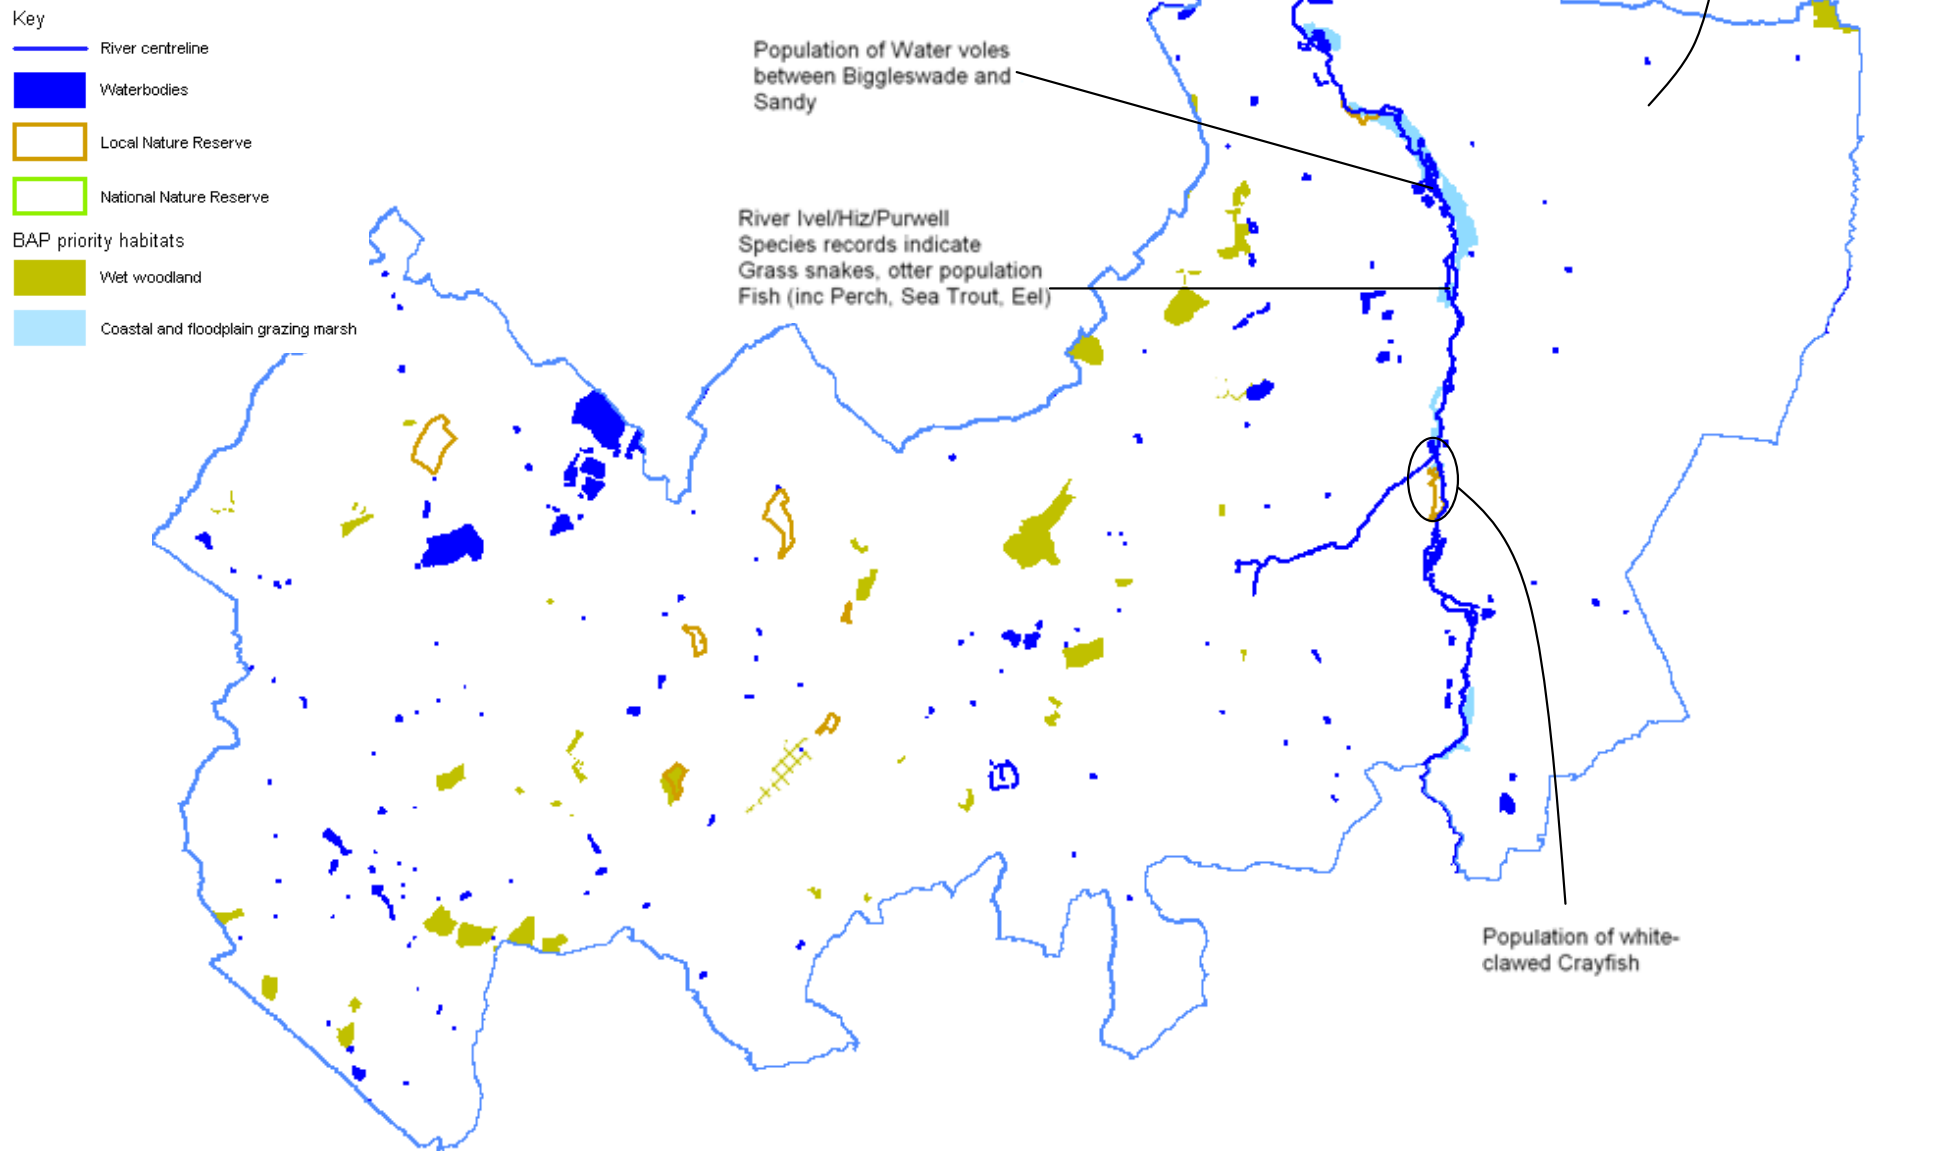 Key
River centreline
Waterbodies
Local Nature Reserve
National Nature Reserve
BAP priority habitats
Wet woodland
Coastal and floodplain grazing marsh
Population of Water voles
between Biggleswade and
Sandy
River Ivel/Hiz/Purwell
Species records indicate
Grass snakes, otter population
Fish (inc Perch, Sea Trout, Eel)
Population of white-
clawed Crayfish